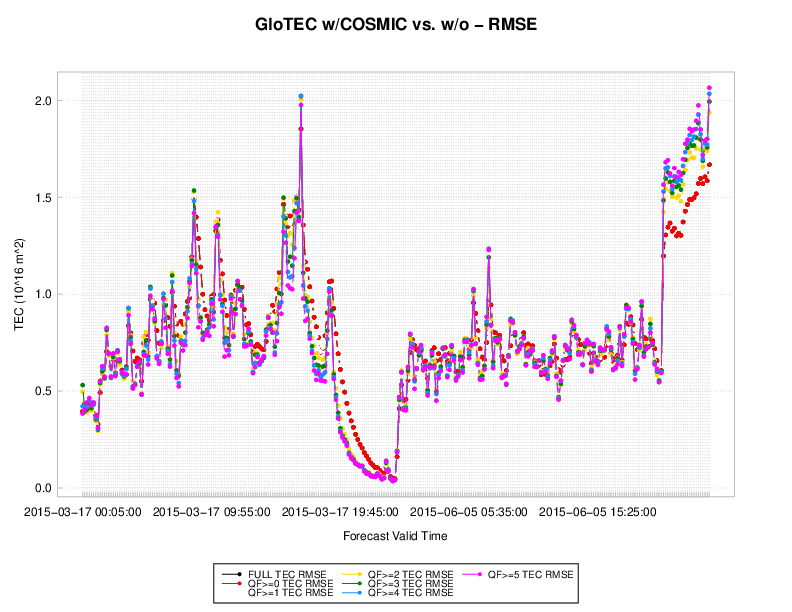 GloTEC w/COSMIC vs. w/o − RMSE
TEC (10^16 m^2)
2.0
1.5
1.0
0.5
0.0
2015−03−17 00:05:00 2015−03−17 09:55:00 2015−03−17 19:45:00 2015−06−05 05:35:00 2015−06−05 15:25:00
Forecast Valid Time
FULL TEC RMSE QF>=2 TEC RMSE QF>=5 TEC RMSE
QF>=0 TEC RMSE QF>=3 TEC RMSE
QF>=1 TEC RMSE QF>=4 TEC RMSE